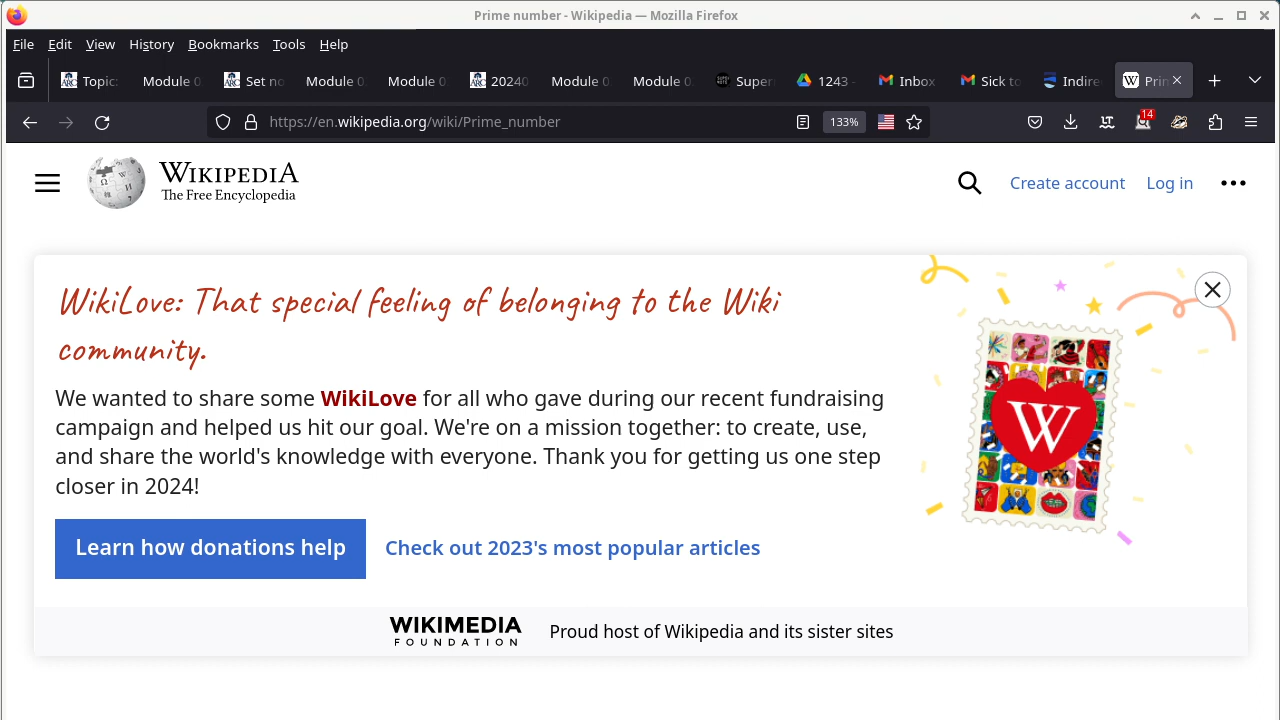 Prime number - Wikipedia — Mozilla Firefox
File Edit View History Bookmarks Tools Help
Topic: Module 0 Set no Module 0 Module 0 20240 Module 0 Module 0 Super 1243 - Inbox Sick to Indire Prin
https://en.wikipedia.org/wiki/Prime_number 133% 14
WIKIPEDIA
The Free Encyclopedia
Create account Log in
WikiLove: That special feeling of belonging to the Wiki
community.
We wanted to share some WikiLove for all who gave during our recent fundraising
campaign and helped us hit our goal. We're on a mission together: to create, use,
and share the world's knowledge with everyone. Thank you for getting us one step
closer in 2024!
W
Learn how donations help Check out 2023's most popular articles
WIKIMEDIA
FOUNDATION
Proud host of Wikipedia and its sister sites